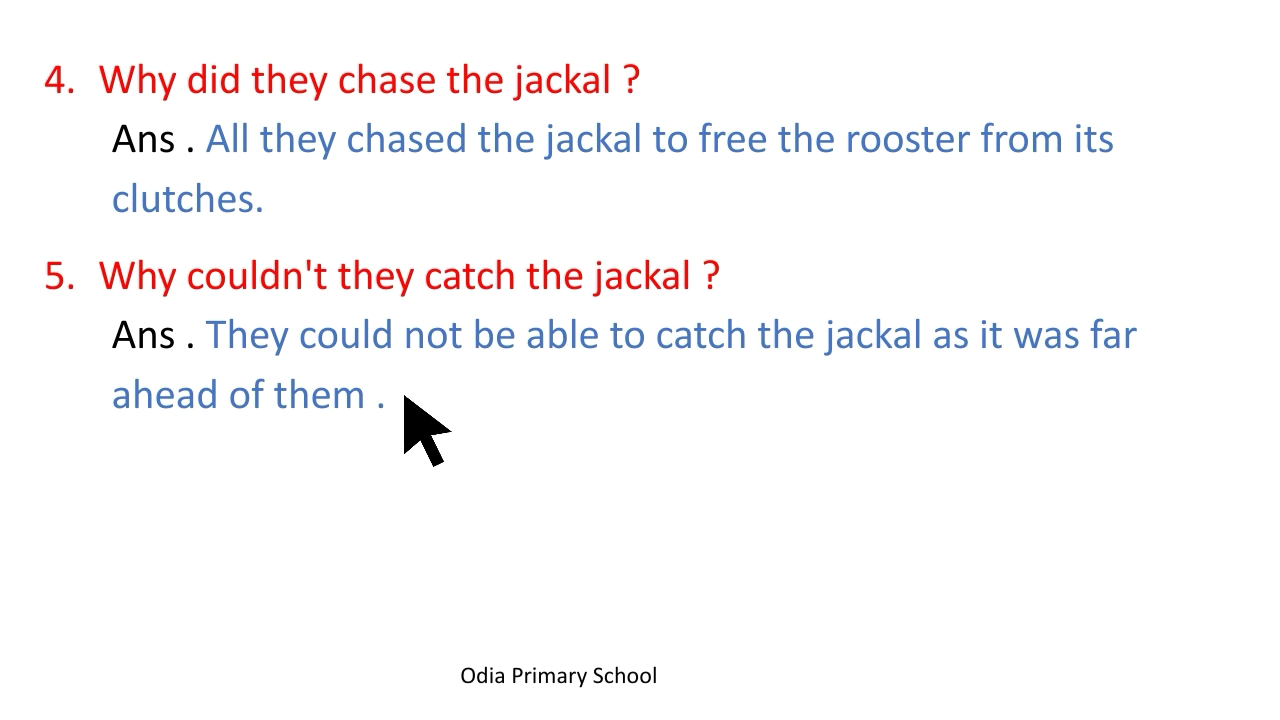 4. Why did they chase the jackal ?
Ans . All they chased the jackal to free the rooster from its
clutches.
5. Why couldn't they catch the jackal ?
Ans . They could not be able to catch the jackal as it was far
ahead of them .
Odia Primary School